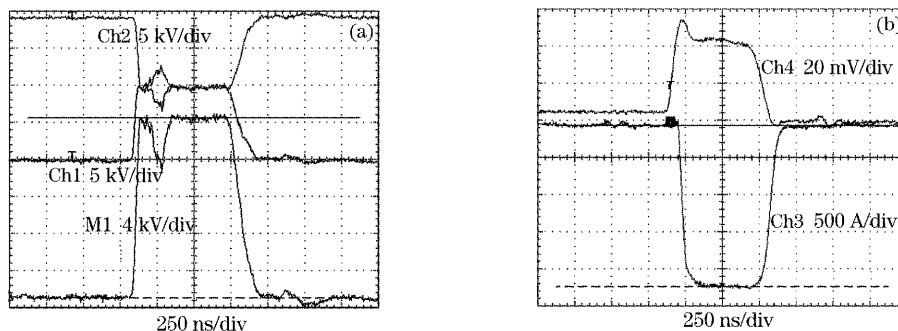 (a)
Ch2 5 kV/div
Ch1 5 kV/div
M1 4 kV/div
250 ns/div
(b)
Ch4 20 mV/div
Ch3 500 A/div
250 ns/div